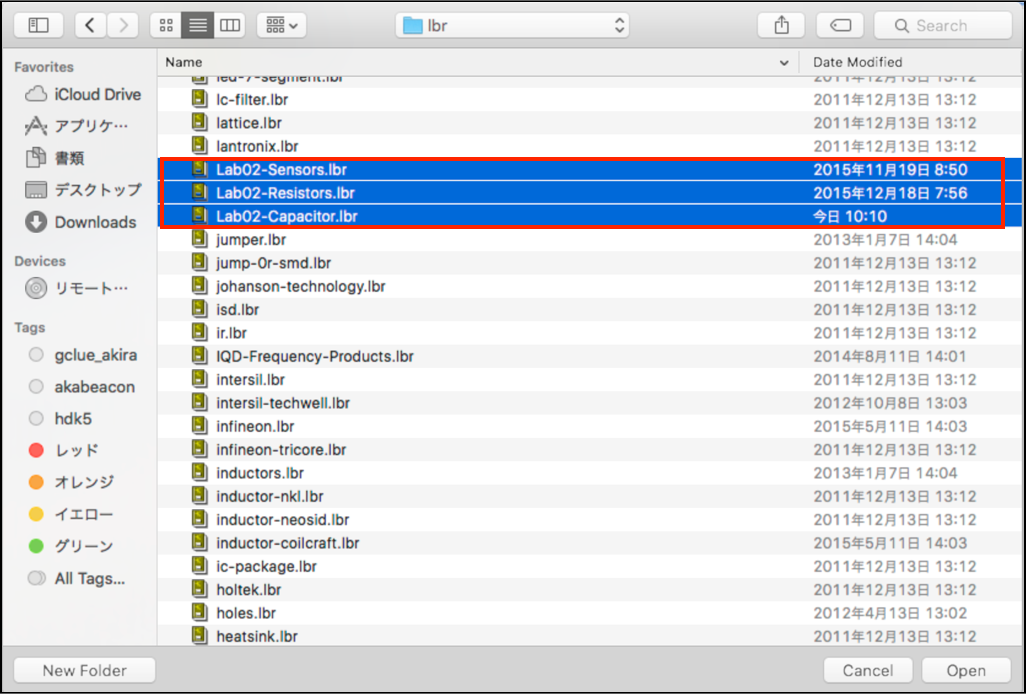 lbr
Search
Favorites
iCloud Drive
アプリケ…
書類
デスクトップ
Downloads
Devices
リモート…
Tags
gclue_akira
akabeacon
hdk5
レッド
オレンジ
イエロー
グリーン
All Tags...
Name Date Modified
led-7-segment.lbr 2011年12月13日 13:12
lc-filter.lbr 2011年12月13日 13:12
lattice.lbr 2011年12月13日 13:12
lantronix.lbr 2011年12月13日 13:12
Lab02-Sensors.lbr 2015年11月19日 8:50
Lab02-Resistors.lbr 2015年12月18日 7:56
Lab02-Capacitor.lbr 今日 10:10
jumper.lbr 2013年1月7日 14:04
jump-0r-smd.lbr 2011年12月13日 13:12
johanson-technology.lbr 2011年12月13日 13:12
isd.lbr 2011年12月13日 13:12
ir.lbr 2011年12月13日 13:12
IQD-Frequency-Products.lbr 2014年8月11日 14:01
intersil.lbr 2011年12月13日 13:12
intersil-techwell.lbr 2012年10月8日 13:03
infineon.lbr 2015年5月11日 14:03
infineon-tricore.lbr 2011年12月13日 13:12
inductors.lbr 2013年1月7日 14:04
inductor-nkl.lbr 2011年12月13日 13:12
inductor-neosid.lbr 2011年12月13日 13:12
inductor-coilcraft.lbr 2015年5月11日 14:03
ic-package.lbr 2011年12月13日 13:12
holtek.lbr 2011年12月13日 13:12
holes.lbr 2012年4月13日 13:02
heatsink.lbr 2011年12月13日 13:12
New Folder Cancel Open